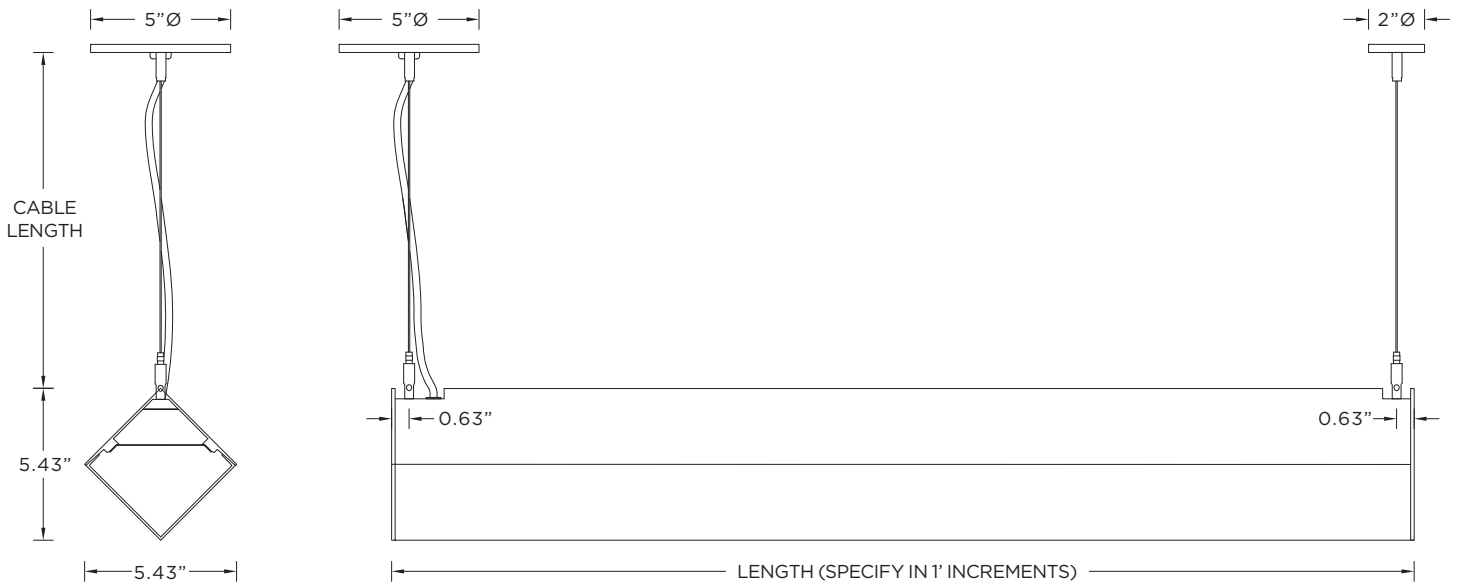 5”Ø
5”Ø
2”Ø
CABLE
LENGTH
0.63”
0.63”
5.43”
5.43”
LENGTH (SPECIFY IN 1’ INCREMENTS)